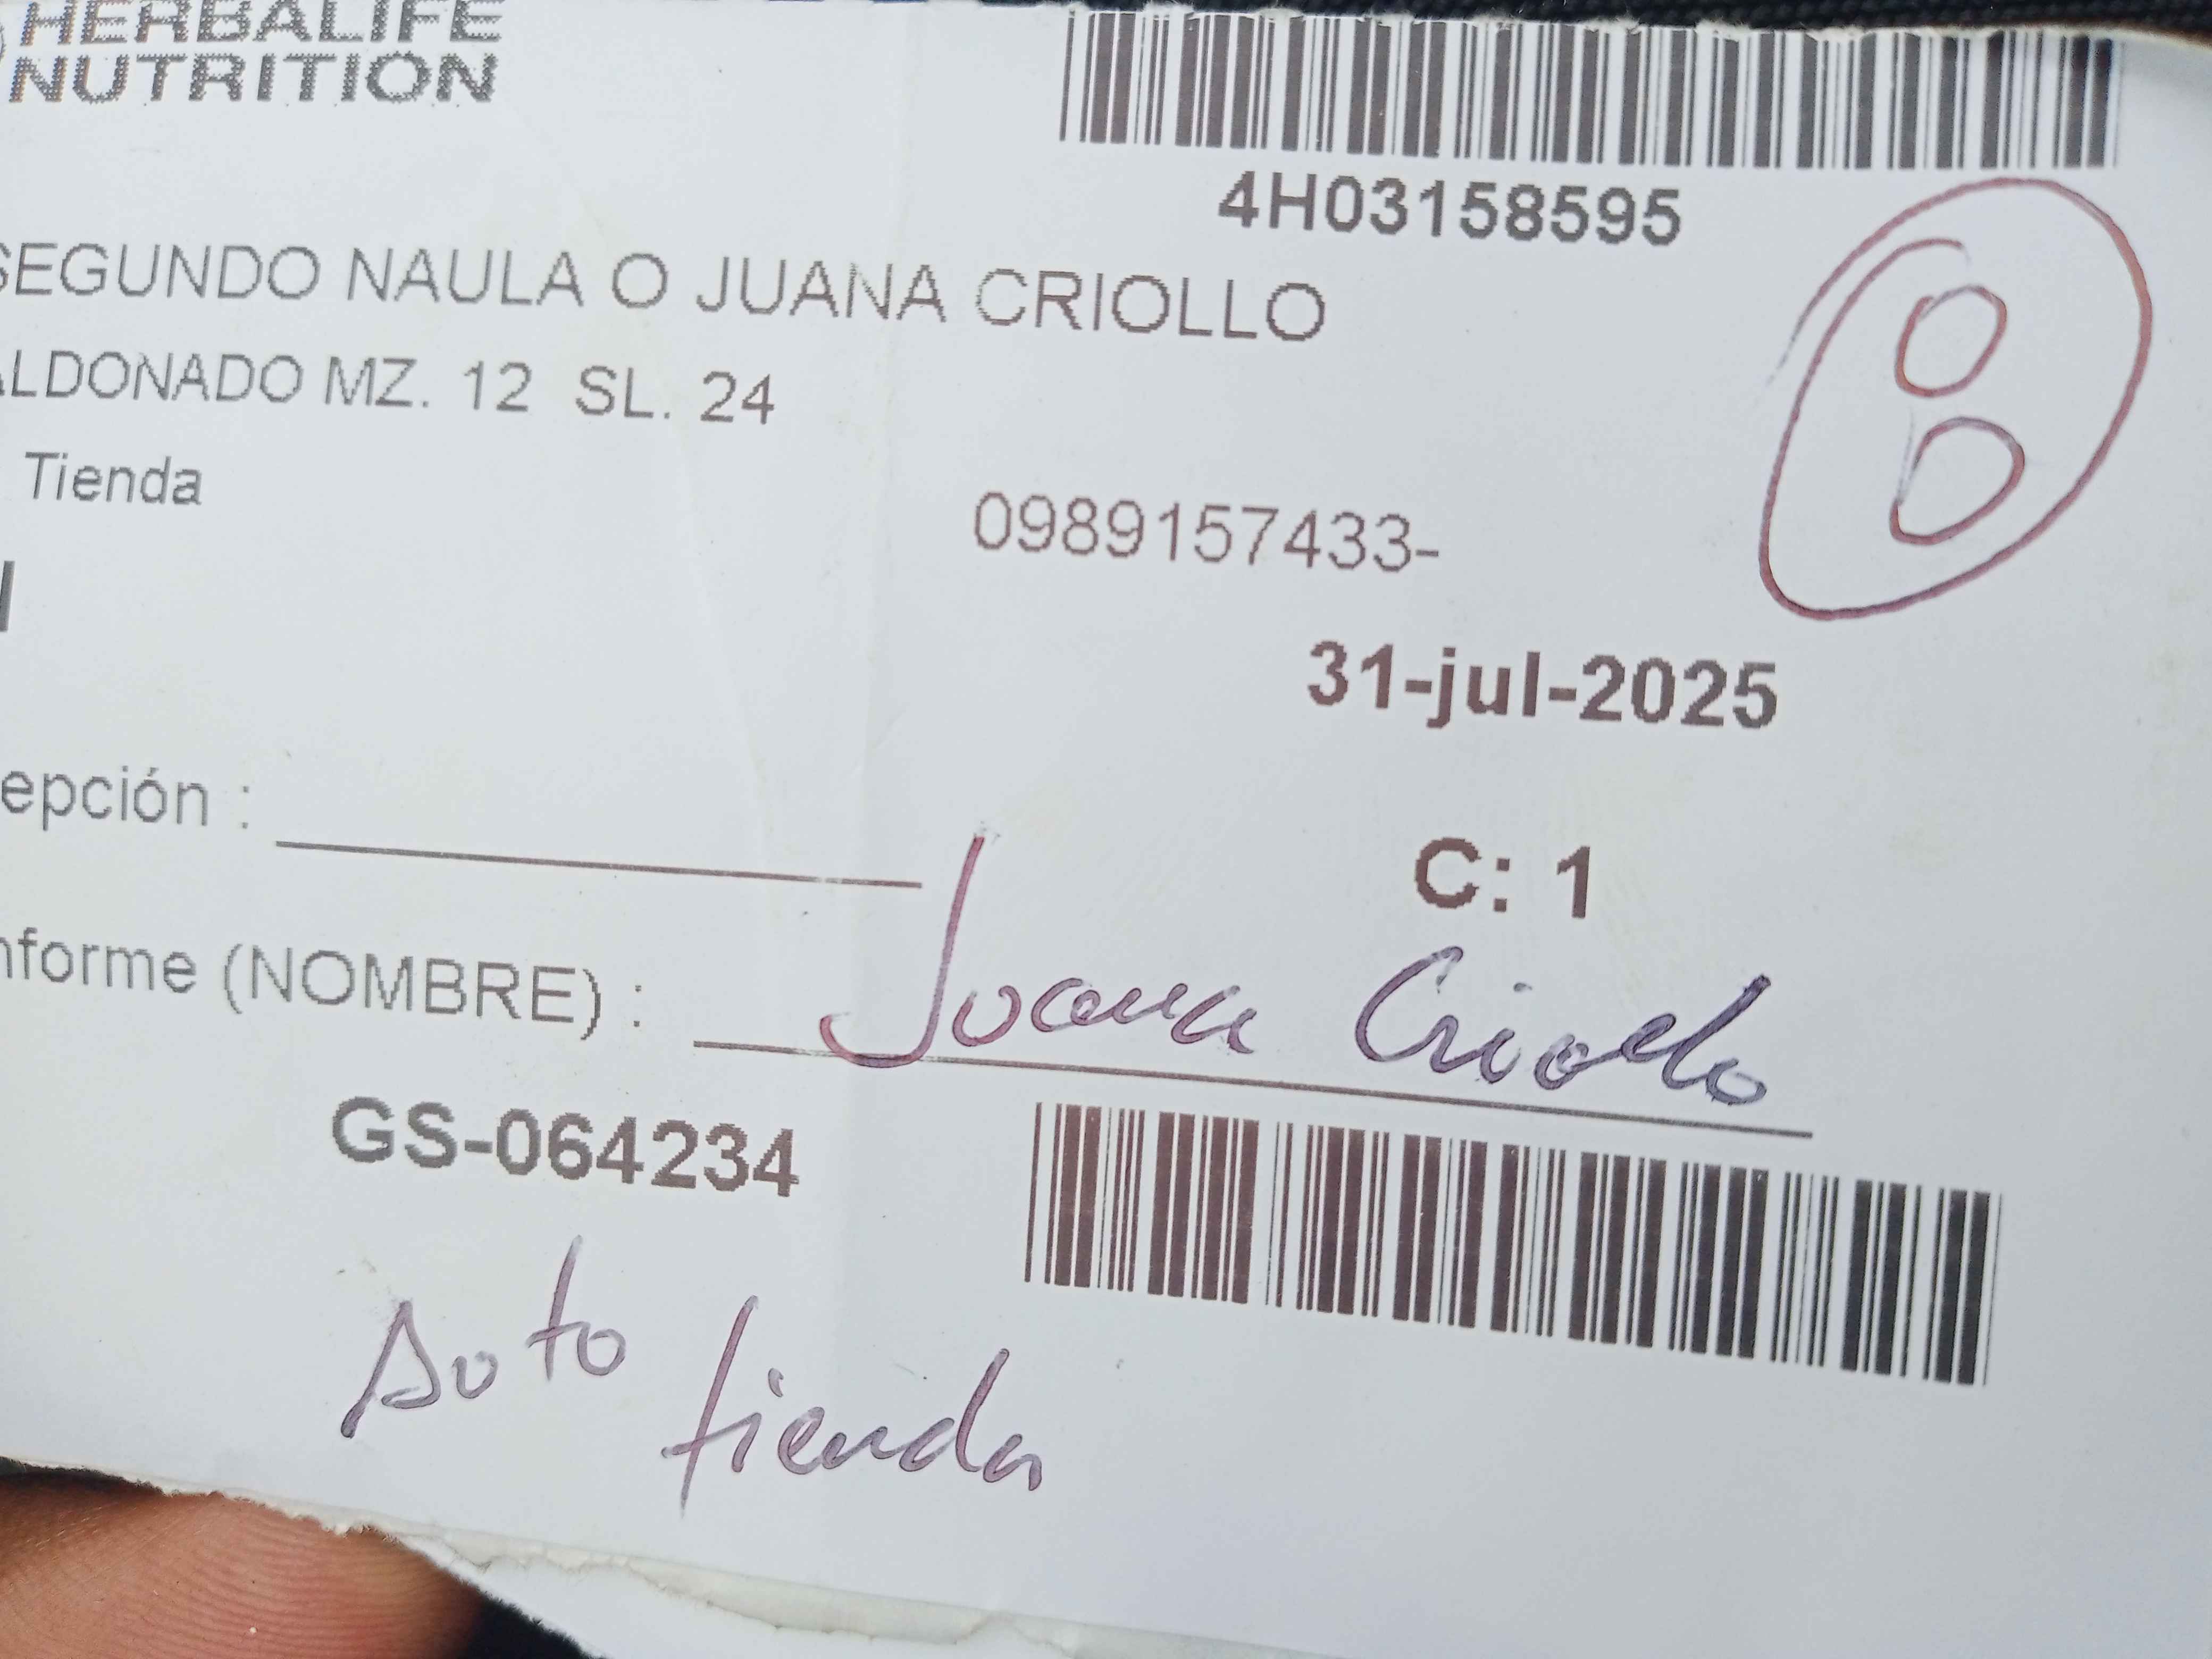 HERBALIFE
NUTRITION
4H03158595
SEGUNDO NAULA O JUANA CRIOLLO
ALDONADO MZ. 12 SL. 24
Tienda
0989157433-
31-jul-2025
epción :
C: 1
nforme (NOMBRE) : Juana Criollo
GS-064234
Auto
tienda